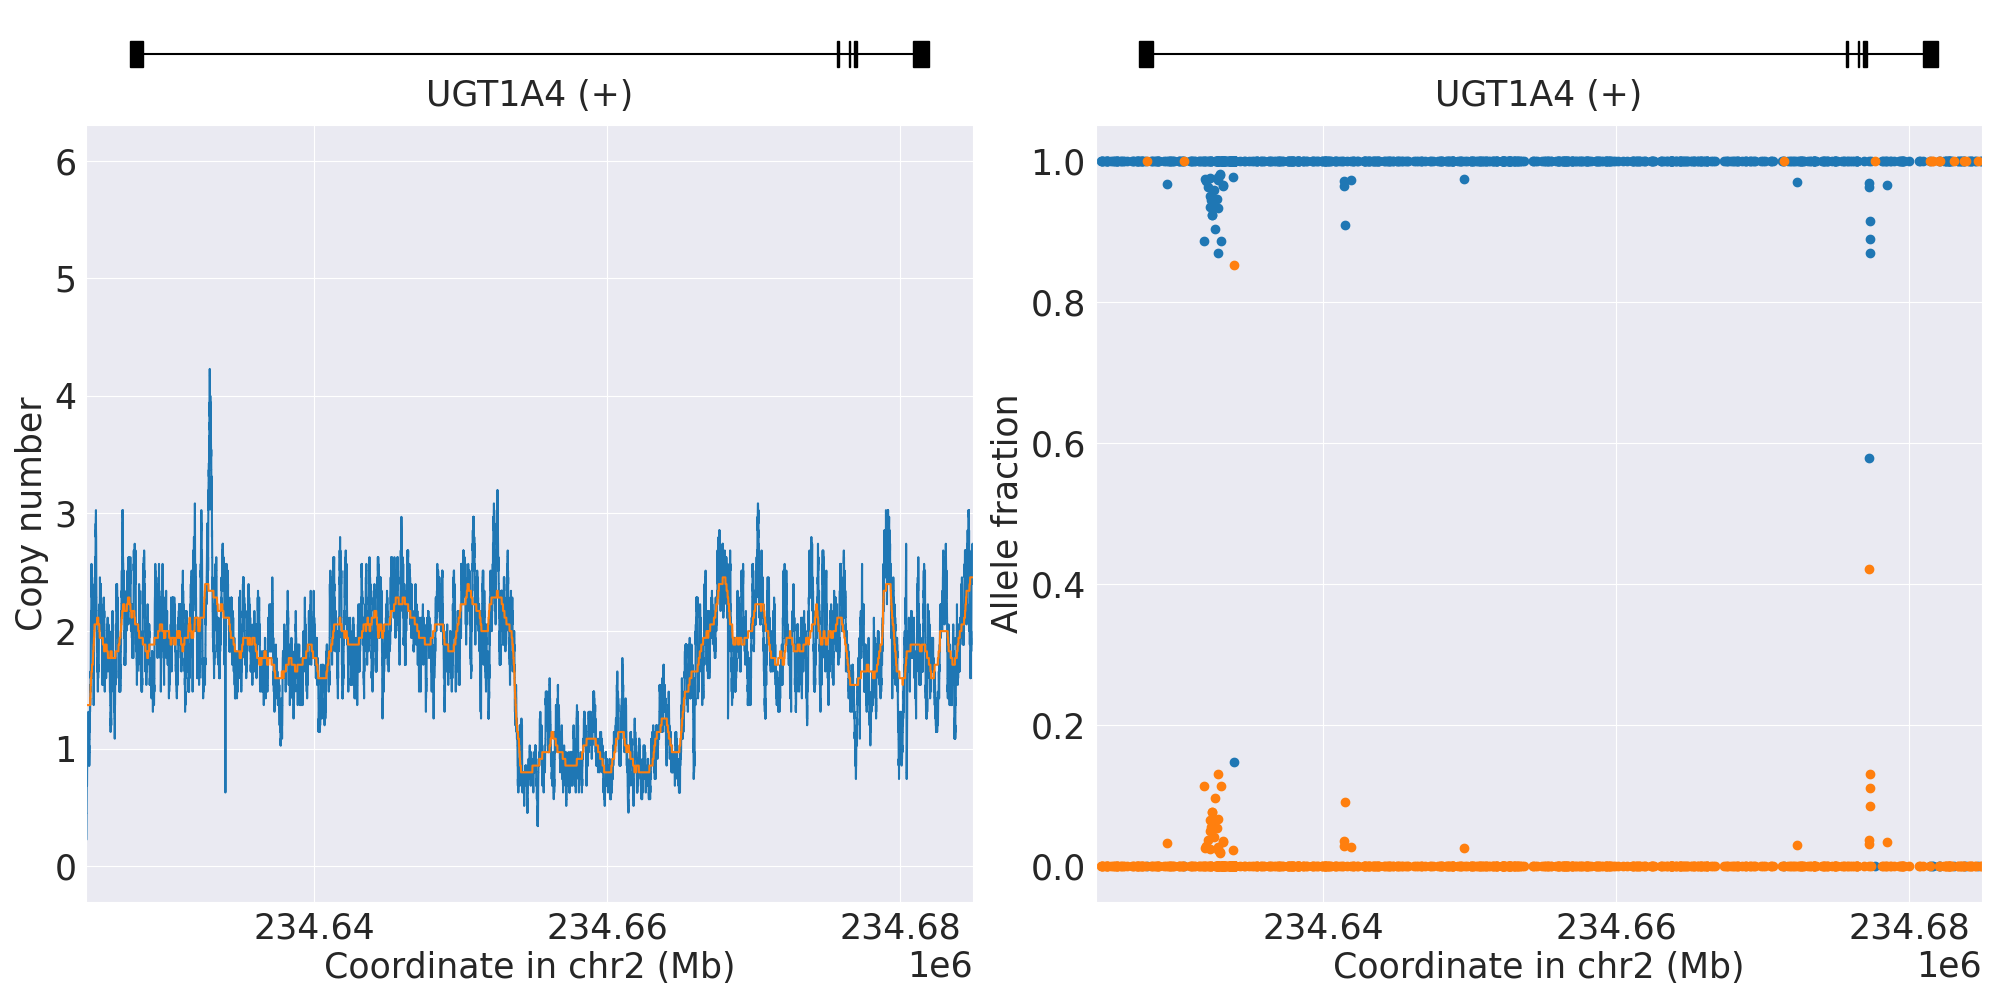 UGT1A4 (+)
6
5
4
3
2
1
0
Copy number
234.64
234.66
234.68
Coordinate in chr2 (Mb)
1e6
UGT1A4 (+)
1.0
0.8
0.6
0.4
0.2
0.0
Allele fraction
234.64
234.66
234.68
Coordinate in chr2 (Mb)
1e6